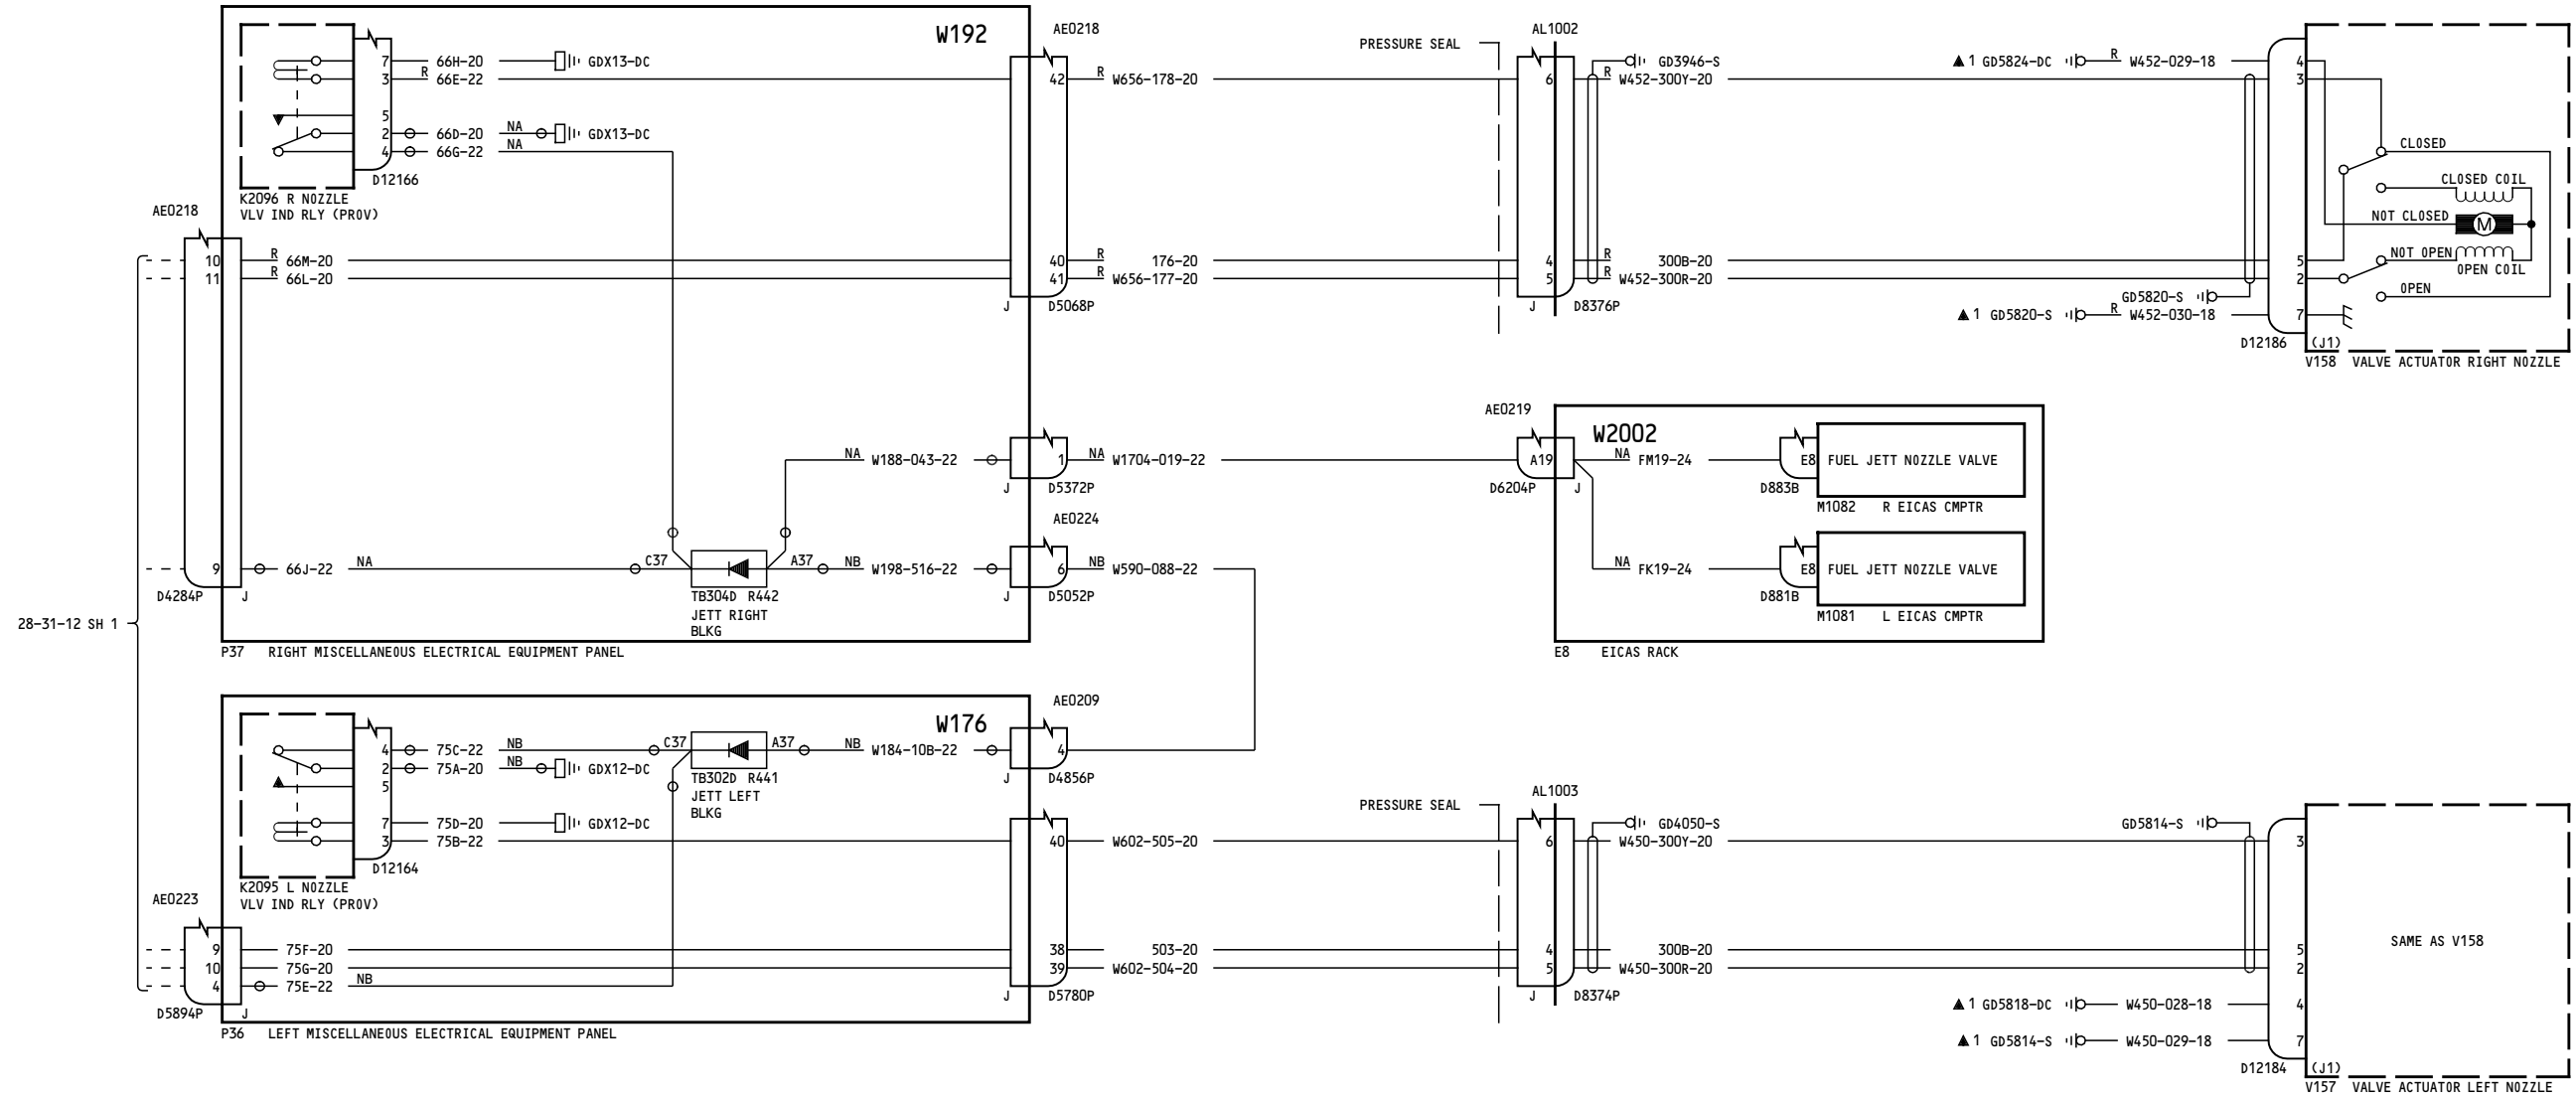 W192
AE0218
AL1002
PRESSURE SEAL
7 66H-20 GDX13-DC
3 R 66E-22
42 R W656-178-20
6 R W452-300Y-20
GD3946-S
1 GD5824-DC R W452-029-18 4
3
5
2 66D-20 NA GDX13-DC
4 66G-22 NA
D12166
K2096 R NOZZLE
VLV IND RLY (PROV)
CLOSED
CLOSED COIL
NOT CLOSED
M
NOT OPEN
OPEN COIL
OPEN
AE0218
10 R 66M-20
40 R 176-20
4 R 300B-20
5
11 R 66L-20
41 R W656-177-20
5 R W452-300R-20
2
GD5820-S
1 GD5820-S R W452-030-18 7
J D5068P
J D8376P
D12186 (J1)
V158 VALVE ACTUATOR RIGHT NOZZLE
AE0219
W2002
NA W188-043-22
1 NA W1704-019-22
A19 NA FM19-24
E8 FUEL JETT NOZZLE VALVE
J D5372P
D6204P J
D883B
M1082 R EICAS CMPTR
AE0224
9 66J-22 NA
C37 A37 NB W198-516-22
6 NB W590-088-22
NA FK19-24
E8 FUEL JETT NOZZLE VALVE
D4284P J
TB304D R442
JETT RIGHT
BLKG
J D5052P
D881B
M1081 L EICAS CMPTR
28-31-12 SH 1
P37 RIGHT MISCELLANEOUS ELECTRICAL EQUIPMENT PANEL
E8 EICAS RACK
W176
AE0209
4 75C-22 NB
C37 A37 NB W184-10B-22
4
2 75A-20 NB GDX12-DC
5
TB302D R441
JETT LEFT
BLKG
J D4856P
AL1003
PRESSURE SEAL
7 75D-20 GDX12-DC
3 75B-22
40 W602-505-20
6 W450-300Y-20
GD4050-S
GD5814-S
3
D12164
K2095 L NOZZLE
VLV IND RLY (PROV)
AE0223
9 75F-20
38 503-20
4 300B-20
5
SAME AS V158
10 75G-20
39 W602-504-20
5 W450-300R-20
2
4 75E-22 NB
D5894P J
J D5780P
J D8374P
1 GD5818-DC W450-028-18 4
1 GD5814-S W450-029-18 7
D12184 (J1)
P36 LEFT MISCELLANEOUS ELECTRICAL EQUIPMENT PANEL
V157 VALVE ACTUATOR LEFT NOZZLE